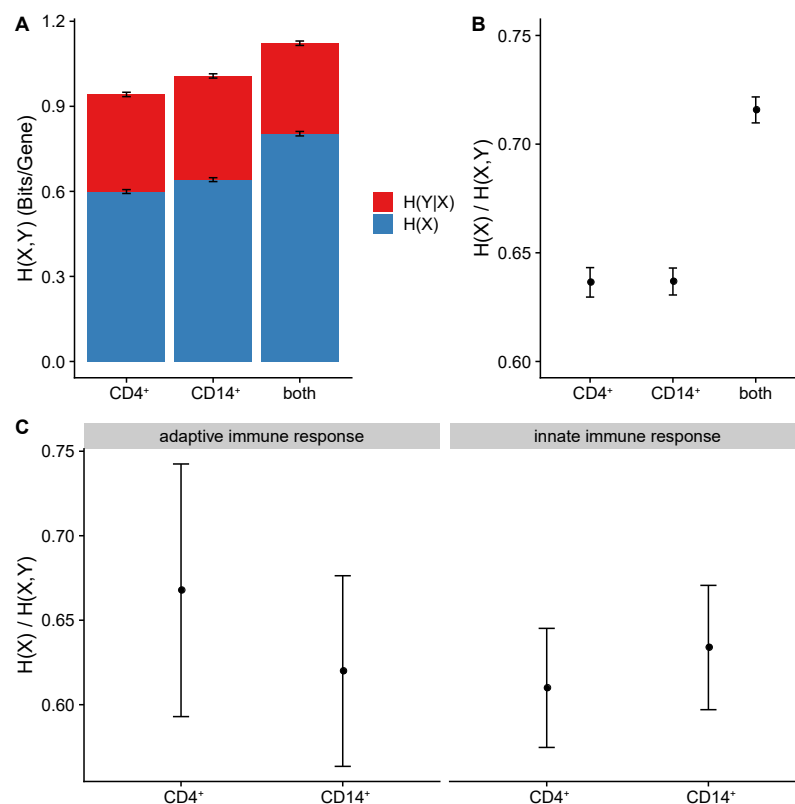 A
H(X,Y) (Bits/Gene)
1.2
0.9
0.6
0.3
0.0
CD4⁺
CD14⁺
both
H(Y|X)
H(X)
B
H(X) / H(X,Y)
0.75
0.70
0.65
0.60
CD4⁺
CD14⁺
both
C
adaptive immune response
innate immune response
H(X) / H(X,Y)
0.75
0.70
0.65
0.60
CD4⁺
CD14⁺
CD4⁺
CD14⁺